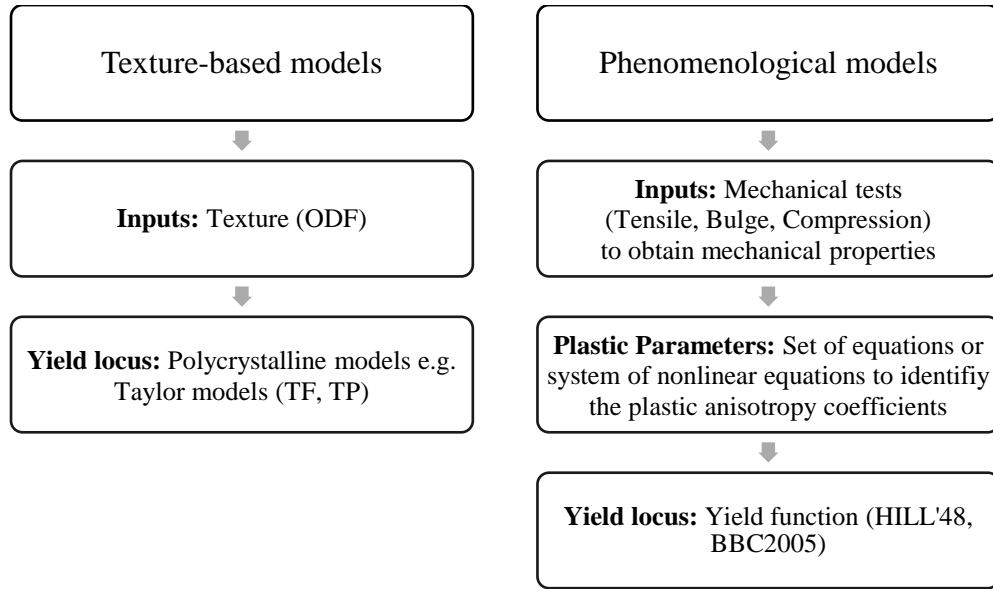 Texture-based models
Inputs: Texture (ODF)
Yield locus: Polycrystalline models e.g.
Taylor models (TF, TP)
Phenomenological models
Inputs: Mechanical tests
(Tensile, Bulge, Compression)
to obtain mechanical properties
Plastic Parameters: Set of equations or
system of nonlinear equations to identifiy
the plastic anisotropy coefficients
Yield locus: Yield function (HILL'48,
BBC2005)